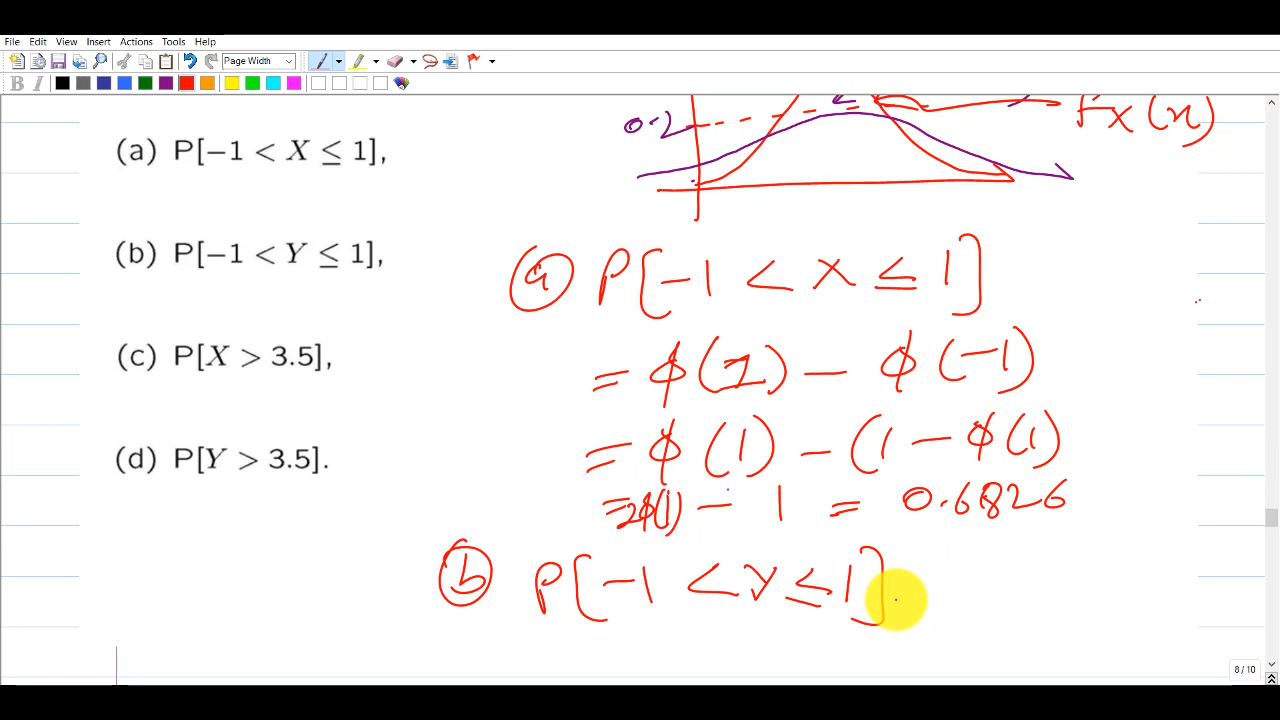 File Edit View Insert Actions Tools Help
Page Width
B I
0.2
Fx(x)
(a) P[−1 < X ≤ 1],
(b) P[−1 < Y ≤ 1],
(c) P[X > 3.5],
(d) P[Y > 3.5].
(a) P[-1 < X ≤ 1]
= φ(1) - φ(-1)
= φ(1) - (1 - φ(1)
= 2φ(1) - 1 = 0.6826
(b) P[-1 < Y ≤ 1]
8 / 10